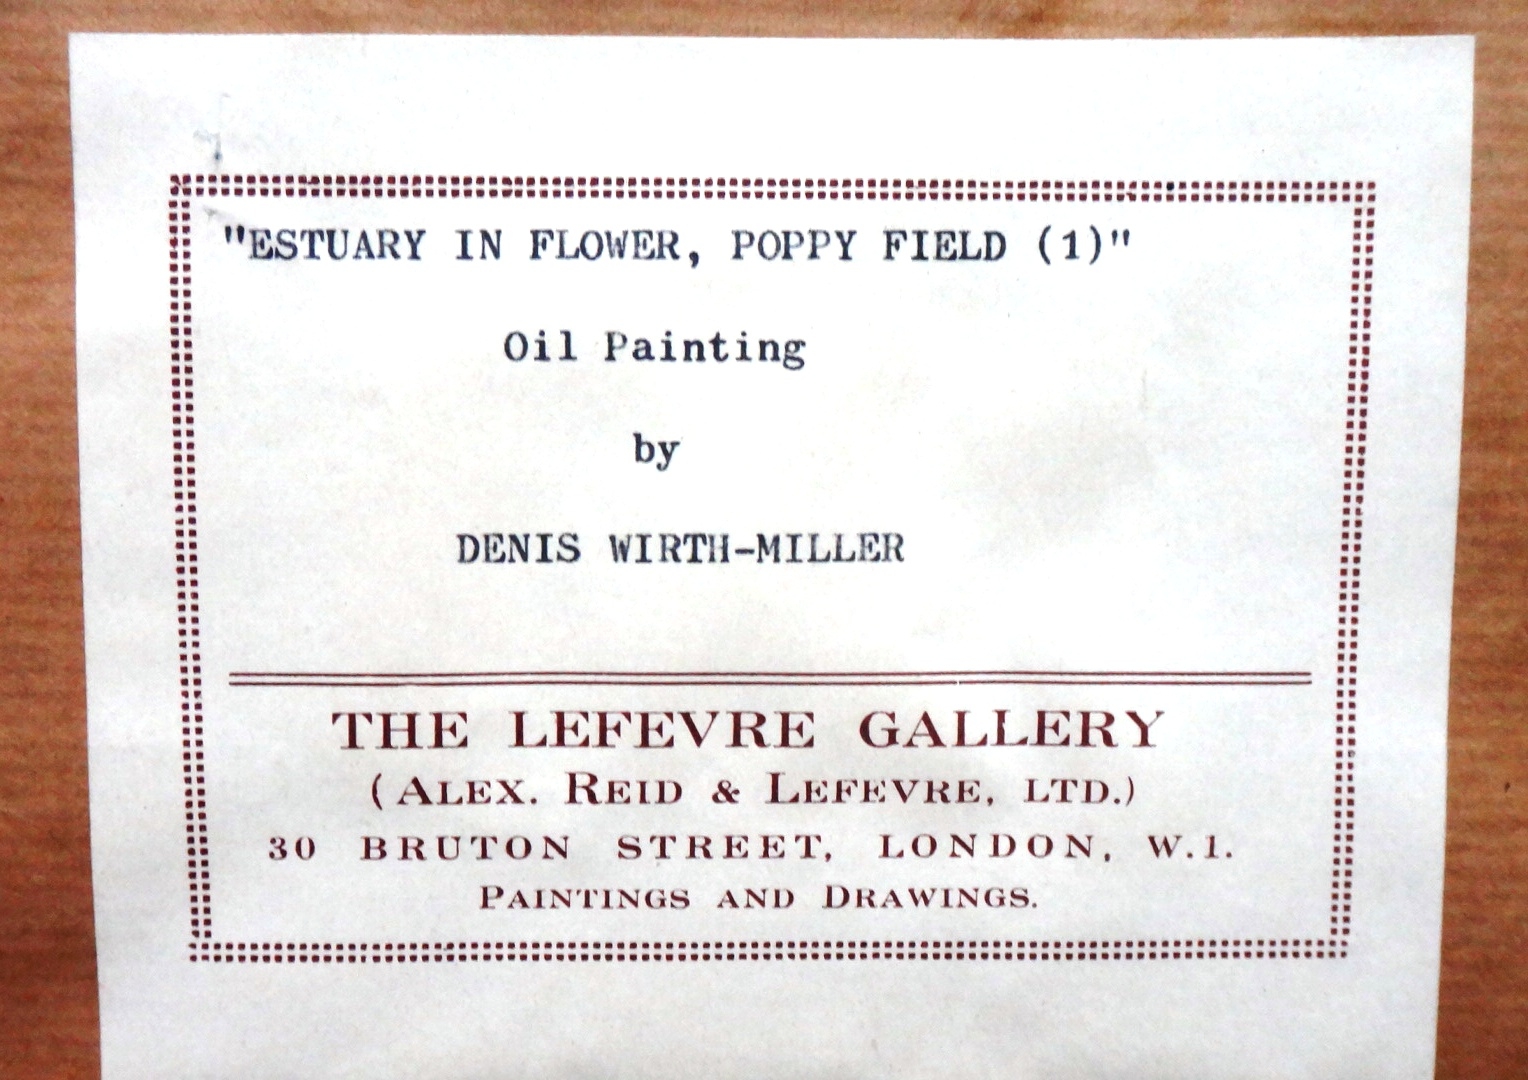 "ESTUARY IN FLOWER, POPPY FIELD (1)"
Oil Painting
by
DENIS WIRTH-MILLER
THE LEFEVRE GALLERY
(ALEX. REID & LEFEVRE, LTD.)
30 BRUTON STREET, LONDON, W.1.
PAINTINGS AND DRAWINGS.